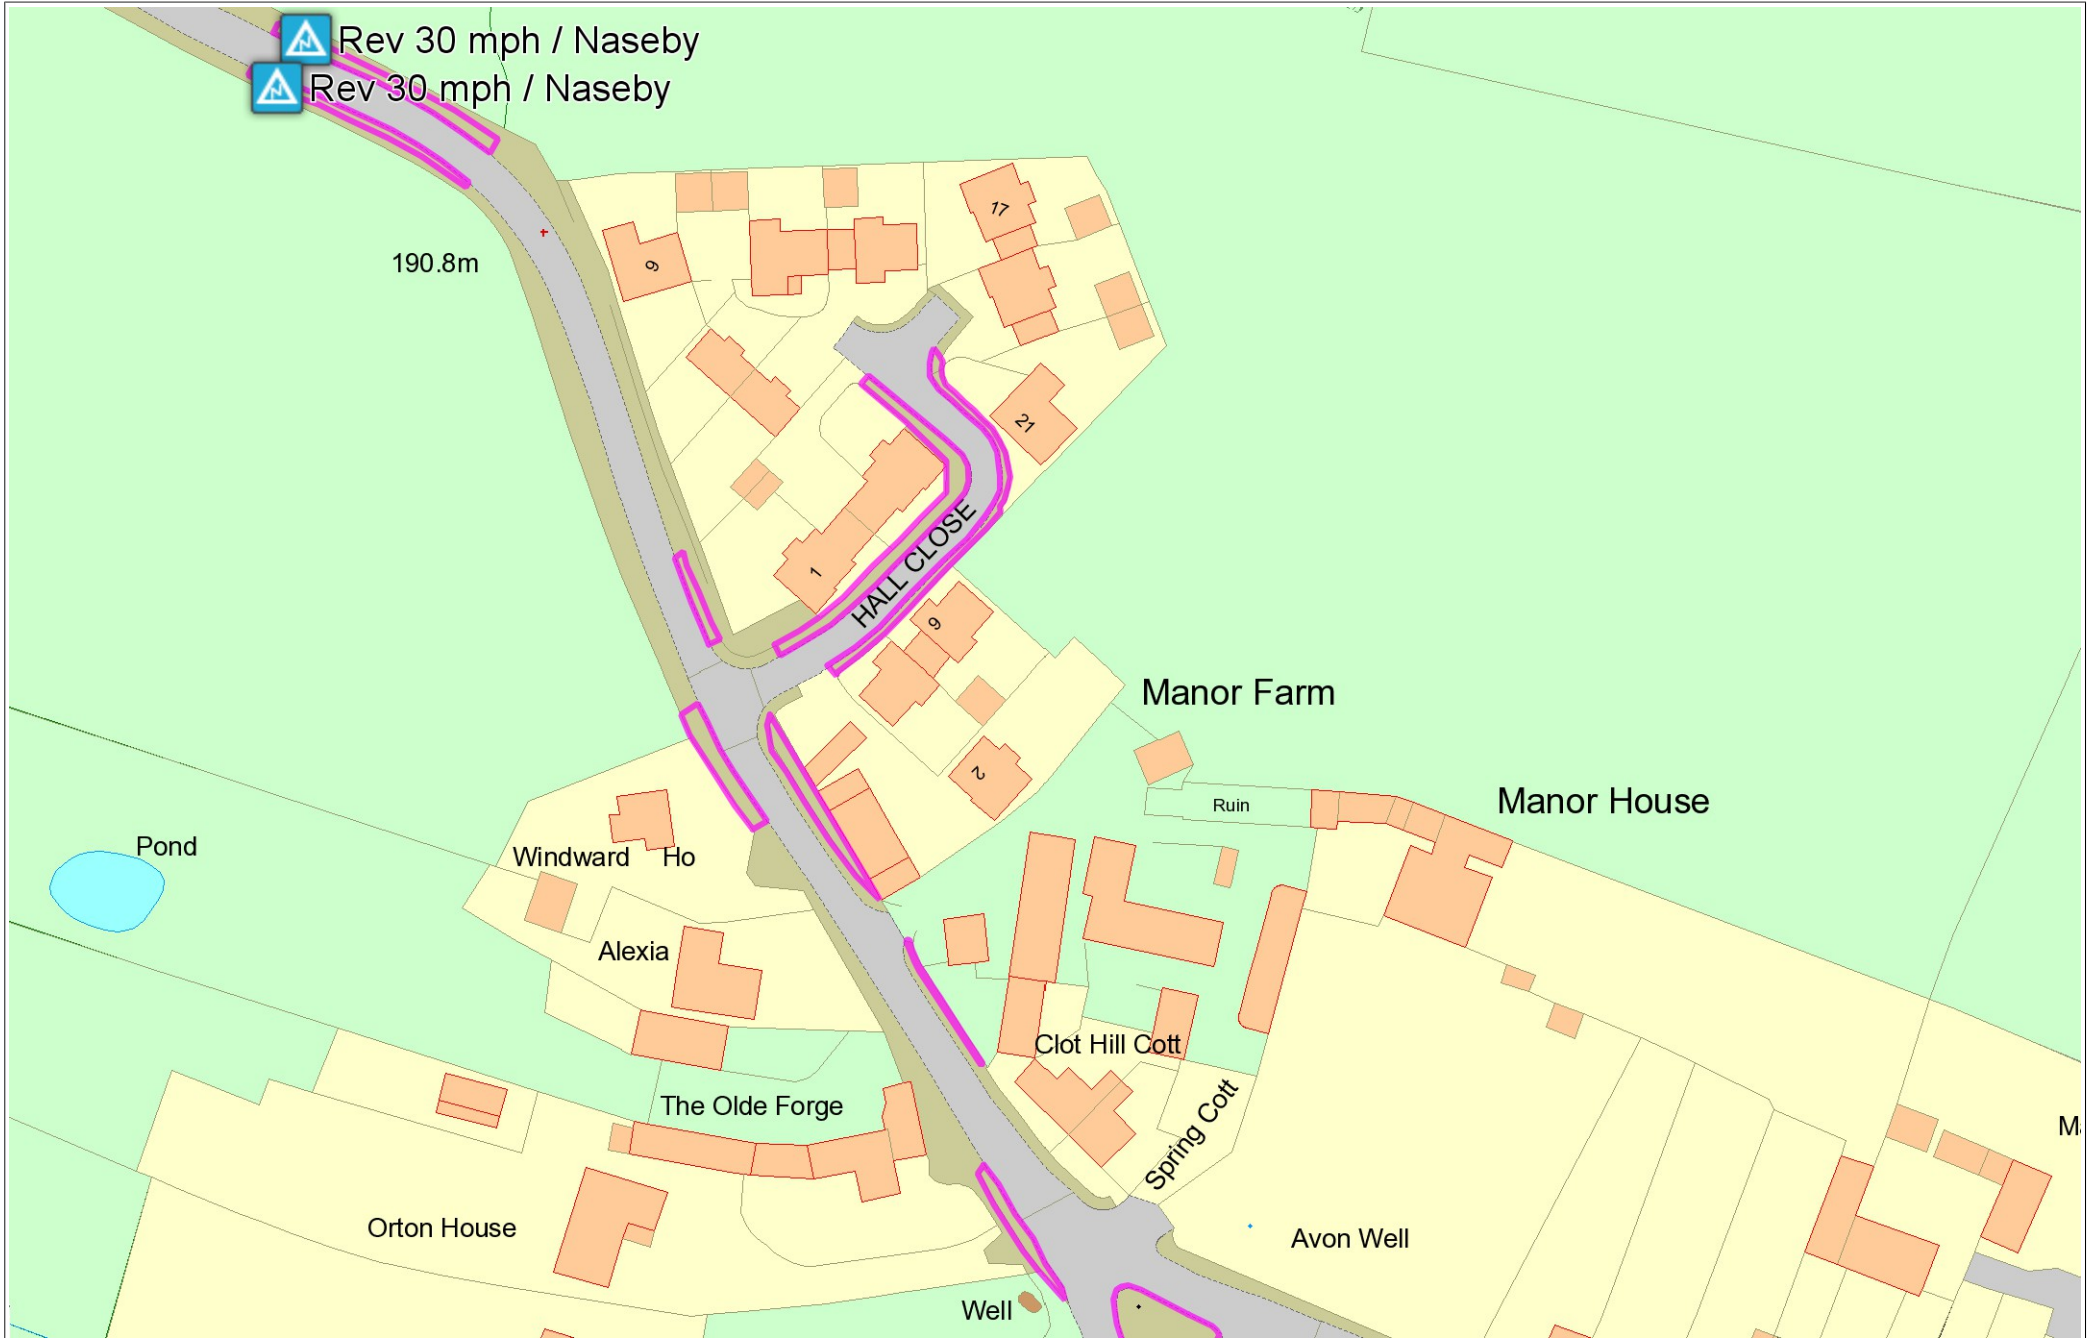 Rev 30 mph / Naseby
Rev 30 mph / Naseby
17
9
190.8m
21
HALL CLOSE
1
9
Manor Farm
2
Manor House
Ruin
Pond
Windward Ho
Alexia
Clot Hill Cott
The Olde Forge
Spring Cott
Orton House
Avon Well
Well